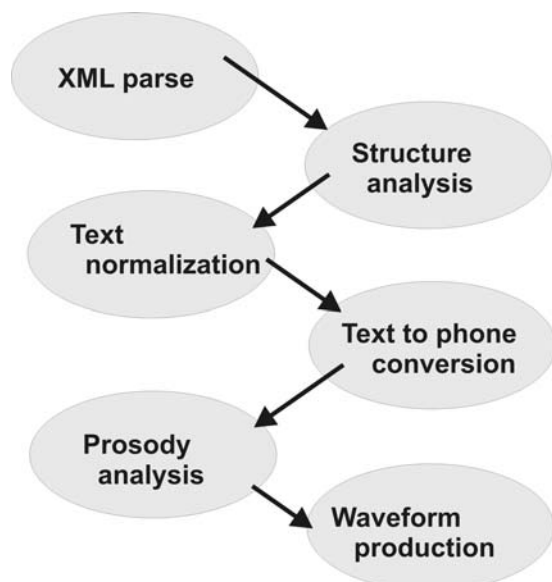 XML parse
Structure
analysis
Text
normalization
Text to phone
conversion
Prosody
analysis
Waveform
production